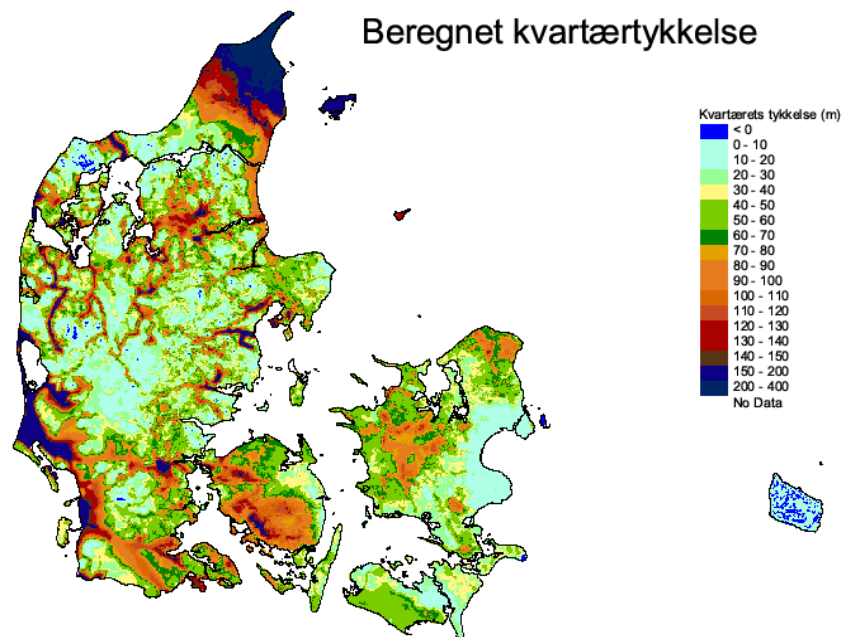 Beregnet kvartærtykkelse
Kvartærets tykkelse (m)
< 0
0 - 10
10 - 20
20 - 30
30 - 40
40 - 50
50 - 60
60 - 70
70 - 80
80 - 90
90 - 100
100 - 110
110 - 120
120 - 130
130 - 140
140 - 150
150 - 200
200 - 400
No Data